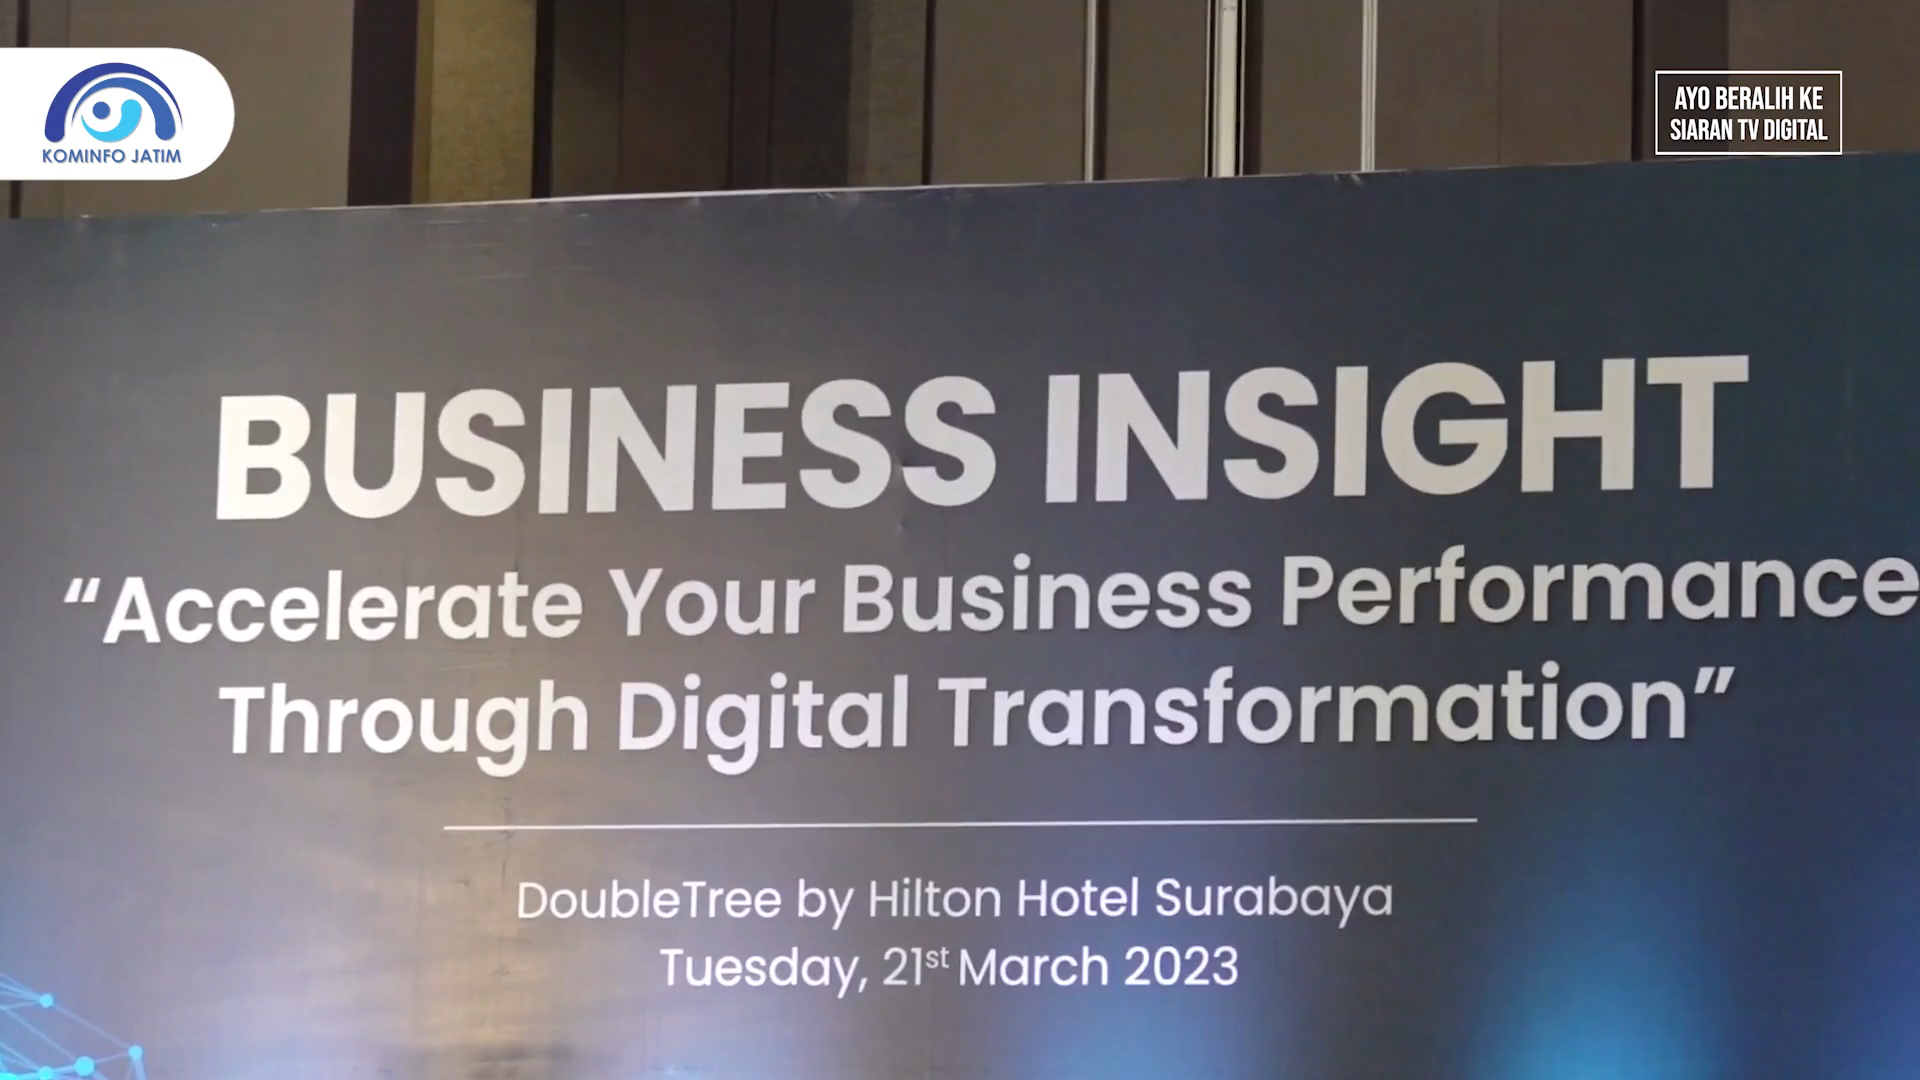 KOMINFO JATIM
AYO BERALIH KE
SIARAN TV DIGITAL
BUSINESS INSIGHT
“Accelerate Your Business Performance
Through Digital Transformation”
DoubleTree by Hilton Hotel Surabaya
Tuesday, 21st March 2023